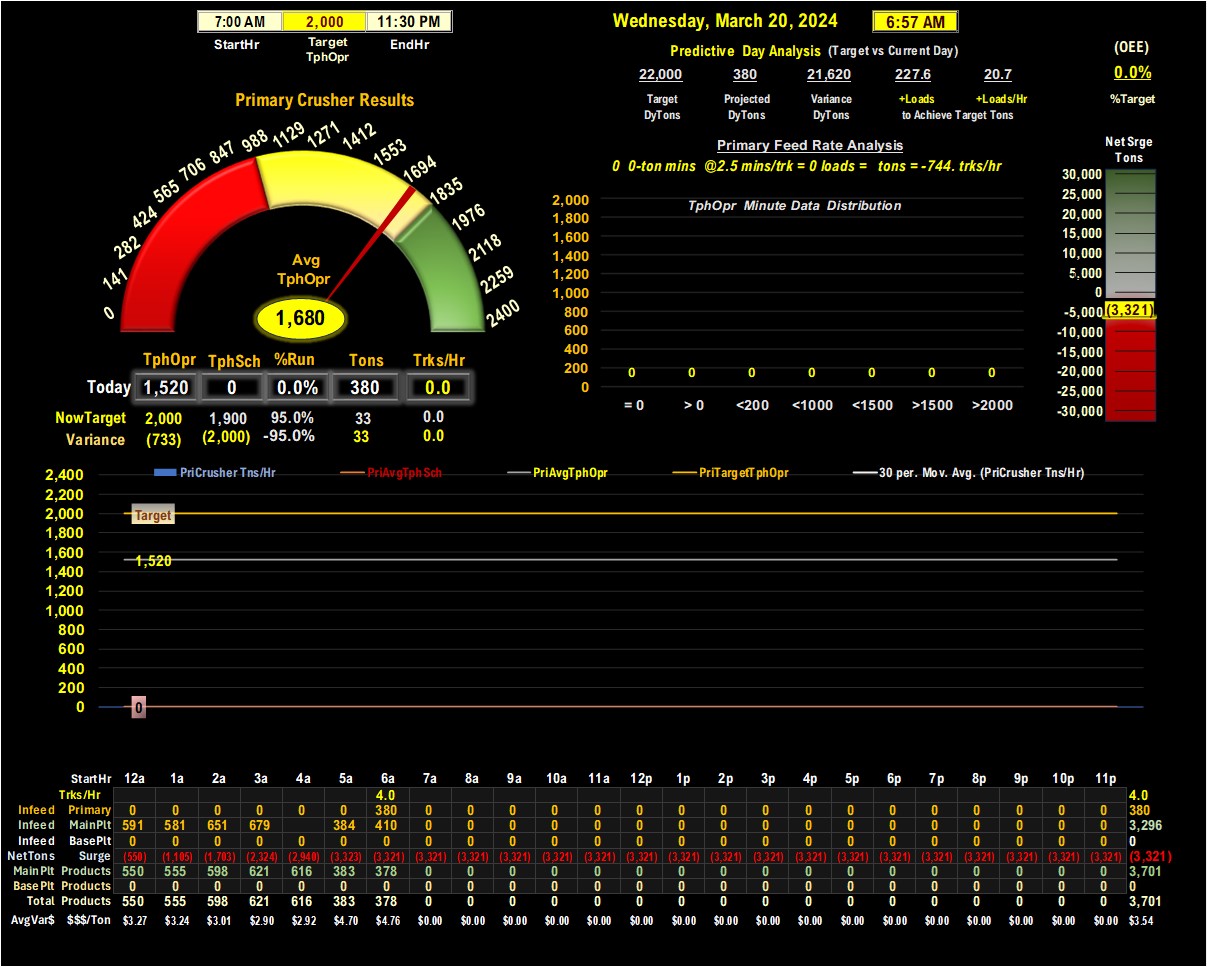 7:00 AM 2,000 11:30 PM
StartHr Target TphOpr EndHr
Wednesday, March 20, 2024 6:57 AM
Predictive Day Analysis (Target vs Current Day)
(OEE)
0.0%
%Target
22,000 380 21,620 227.6 20.7
Target Projected Variance +Loads +Loads/Hr
DyTons DyTons DyTons to Achieve Target Tons
Primary Crusher Results
0 141 282 424 565 706 847 988 1129 1271 1412 1553 1694 1835 1976 2118 2259 2400
Avg
TphOpr
1,680
Primary Feed Rate Analysis
0 0-ton mins @2.5 mins/trk = 0 loads = tons = -744. trks/hr
TphOpr Minute Data Distribution
2,000
1,800
1,600
1,400
1,200
1,000
800
600
400
200
0
0 0 0 0 0 0 0
= 0 > 0 <200 <1000 <1500 >1500 >2000
Net Srge
Tons
30,000
25,000
20,000
15,000
10,000
5,000
0
-5,000 (3,321)
-10,000
-15,000
-20,000
-25,000
-30,000
TphOpr TphSch %Run Tons Trks/Hr
Today 1,520 0 0.0% 380 0.0
NowTarget 2,000 1,900 95.0% 33 0.0
Variance (733) (2,000) -95.0% 33 0.0
PriCrusher Tns/Hr PriAvgTphSch PriAvgTphOpr PriTargetTphOpr 30 per. Mov. Avg. (PriCrusher Tns/Hr)
2,400
2,200
2,000 Target
1,800
1,600
1,520
1,400
1,200
1,000
800
600
400
200
0 0
StartHr 12a 1a 2a 3a 4a 5a 6a 7a 8a 9a 10a 11a 12p 1p 2p 3p 4p 5p 6p 7p 8p 9p 10p 11p
Trks/Hr 4.0 4.0
Infeed Primary 0 0 0 0 0 0 380 0 0 0 0 0 0 0 0 0 0 0 0 0 0 0 0 0 380
Infeed MainPlt 591 581 651 679 384 410 0 0 0 0 0 0 0 0 0 0 0 0 0 0 0 0 0 3,296
Infeed BasePlt 0 0 0 0 0 0 0 0 0 0 0 0 0 0 0 0 0 0 0 0 0 0 0 0
NetTons Surge (550) (1,105) (1,703) (2,324) (2,940) (3,323) (3,321) (3,321) (3,321) (3,321) (3,321) (3,321) (3,321) (3,321) (3,321) (3,321) (3,321) (3,321) (3,321) (3,321) (3,321) (3,321) (3,321) (3,321) (3,321)
MainPlt Products 550 555 598 621 616 383 378 0 0 0 0 0 0 0 0 0 0 0 0 0 0 0 0 0 3,701
BasePlt Products 0 0 0 0 0 0 0 0 0 0 0 0 0 0 0 0 0 0 0 0 0 0 0 0 0
Total Products 550 555 598 621 616 383 378 0 0 0 0 0 0 0 0 0 0 0 0 0 0 0 0 0 3,701
AvgVar$ $$$/Ton $3.27 $3.24 $3.01 $2.90 $2.92 $4.70 $4.76 $0.00 $0.00 $0.00 $0.00 $0.00 $0.00 $0.00 $0.00 $0.00 $0.00 $0.00 $0.00 $0.00 $0.00 $0.00 $0.00 $0.00 $3.54